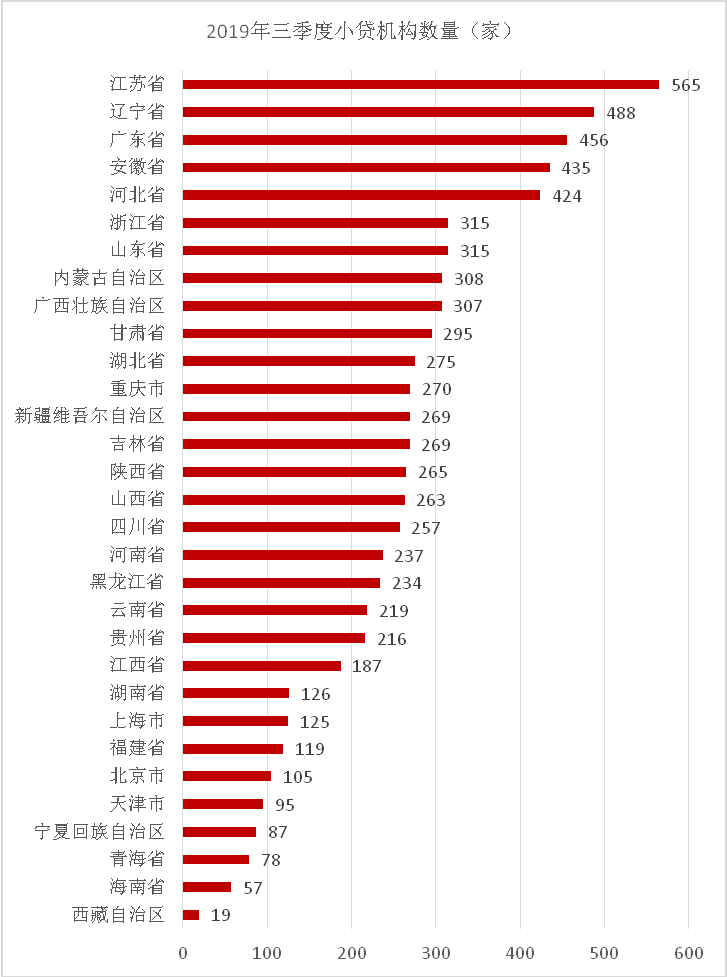 2019年三季度小贷机构数量（家）
江苏省 565
辽宁省 488
广东省 456
安徽省 435
河北省 424
浙江省 315
山东省 315
内蒙古自治区 308
广西壮族自治区 307
甘肃省 295
湖北省 275
重庆市 270
新疆维吾尔自治区 269
吉林省 269
陕西省 265
山西省 263
四川省 257
河南省 237
黑龙江省 234
云南省 219
贵州省 216
江西省 187
湖南省 126
上海市 125
福建省 119
北京市 105
天津市 95
宁夏回族自治区 87
青海省 78
海南省 57
西藏自治区 19
0 100 200 300 400 500 600